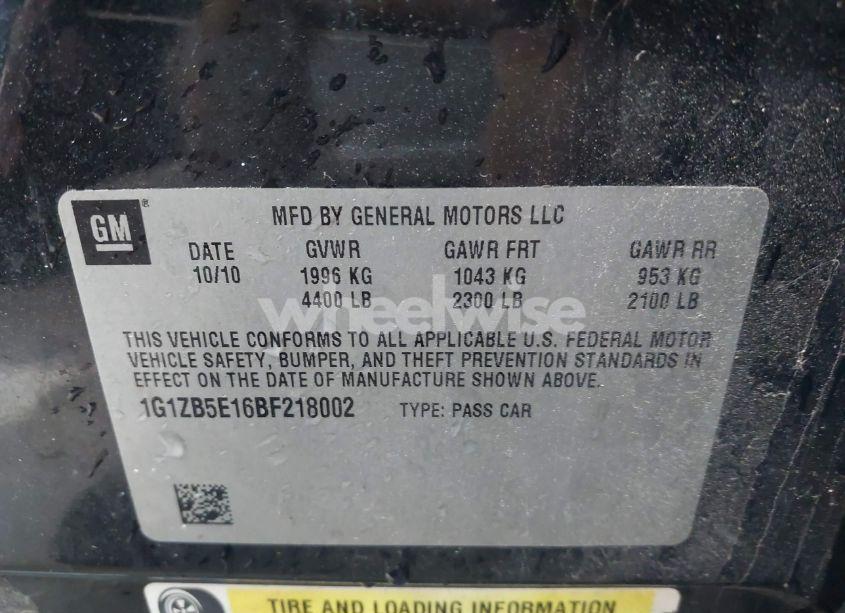 GM ® MFD BY GENERAL MOTORS LLC
DATE GVWR GAWR FRT GAWR RR
10/10 1996 KG 1043 KG 953 KG
4400 LB 2300 LB 2100 LB
wheelwise
THIS VEHICLE CONFORMS TO ALL APPLICABLE U.S. FEDERAL MOTOR
VEHICLE SAFETY, BUMPER, AND THEFT PREVENTION STANDARDS IN
EFFECT ON THE DATE OF MANUFACTURE SHOWN ABOVE.
1G1ZB5E16BF218002 TYPE: PASS CAR
TIRE AND LOADING INFORMATION